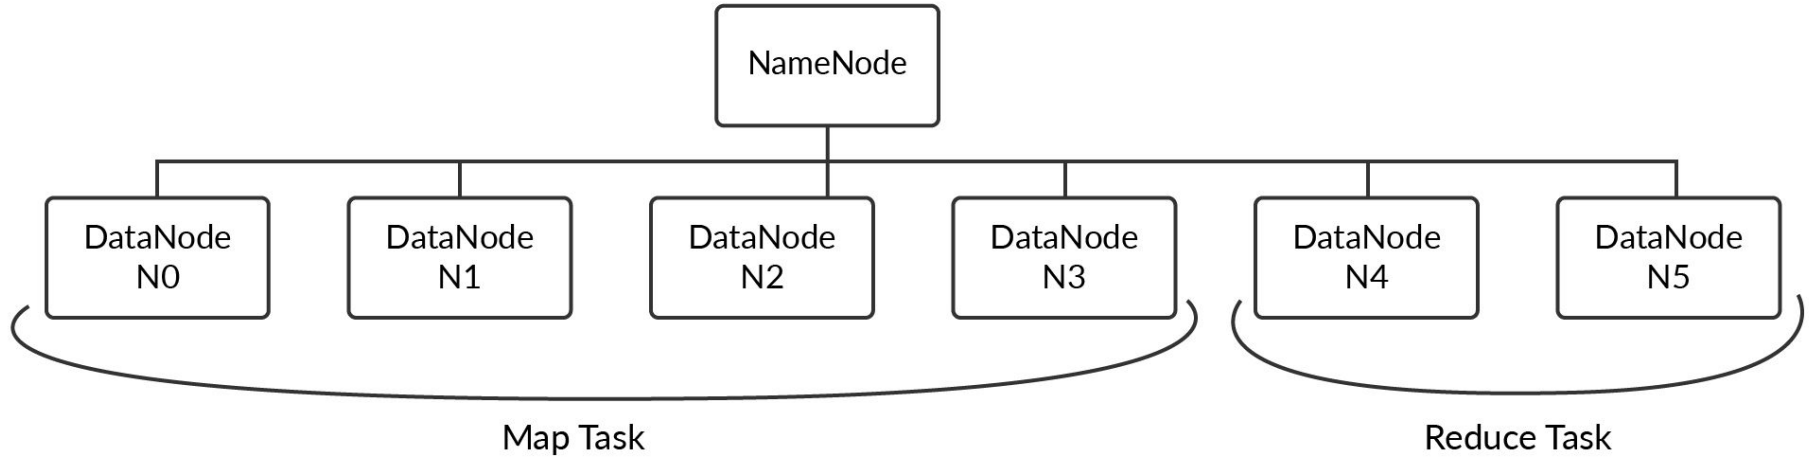 NameNode
DataNode
N0
DataNode
N1
DataNode
N2
DataNode
N3
DataNode
N4
DataNode
N5
Map Task
Reduce Task